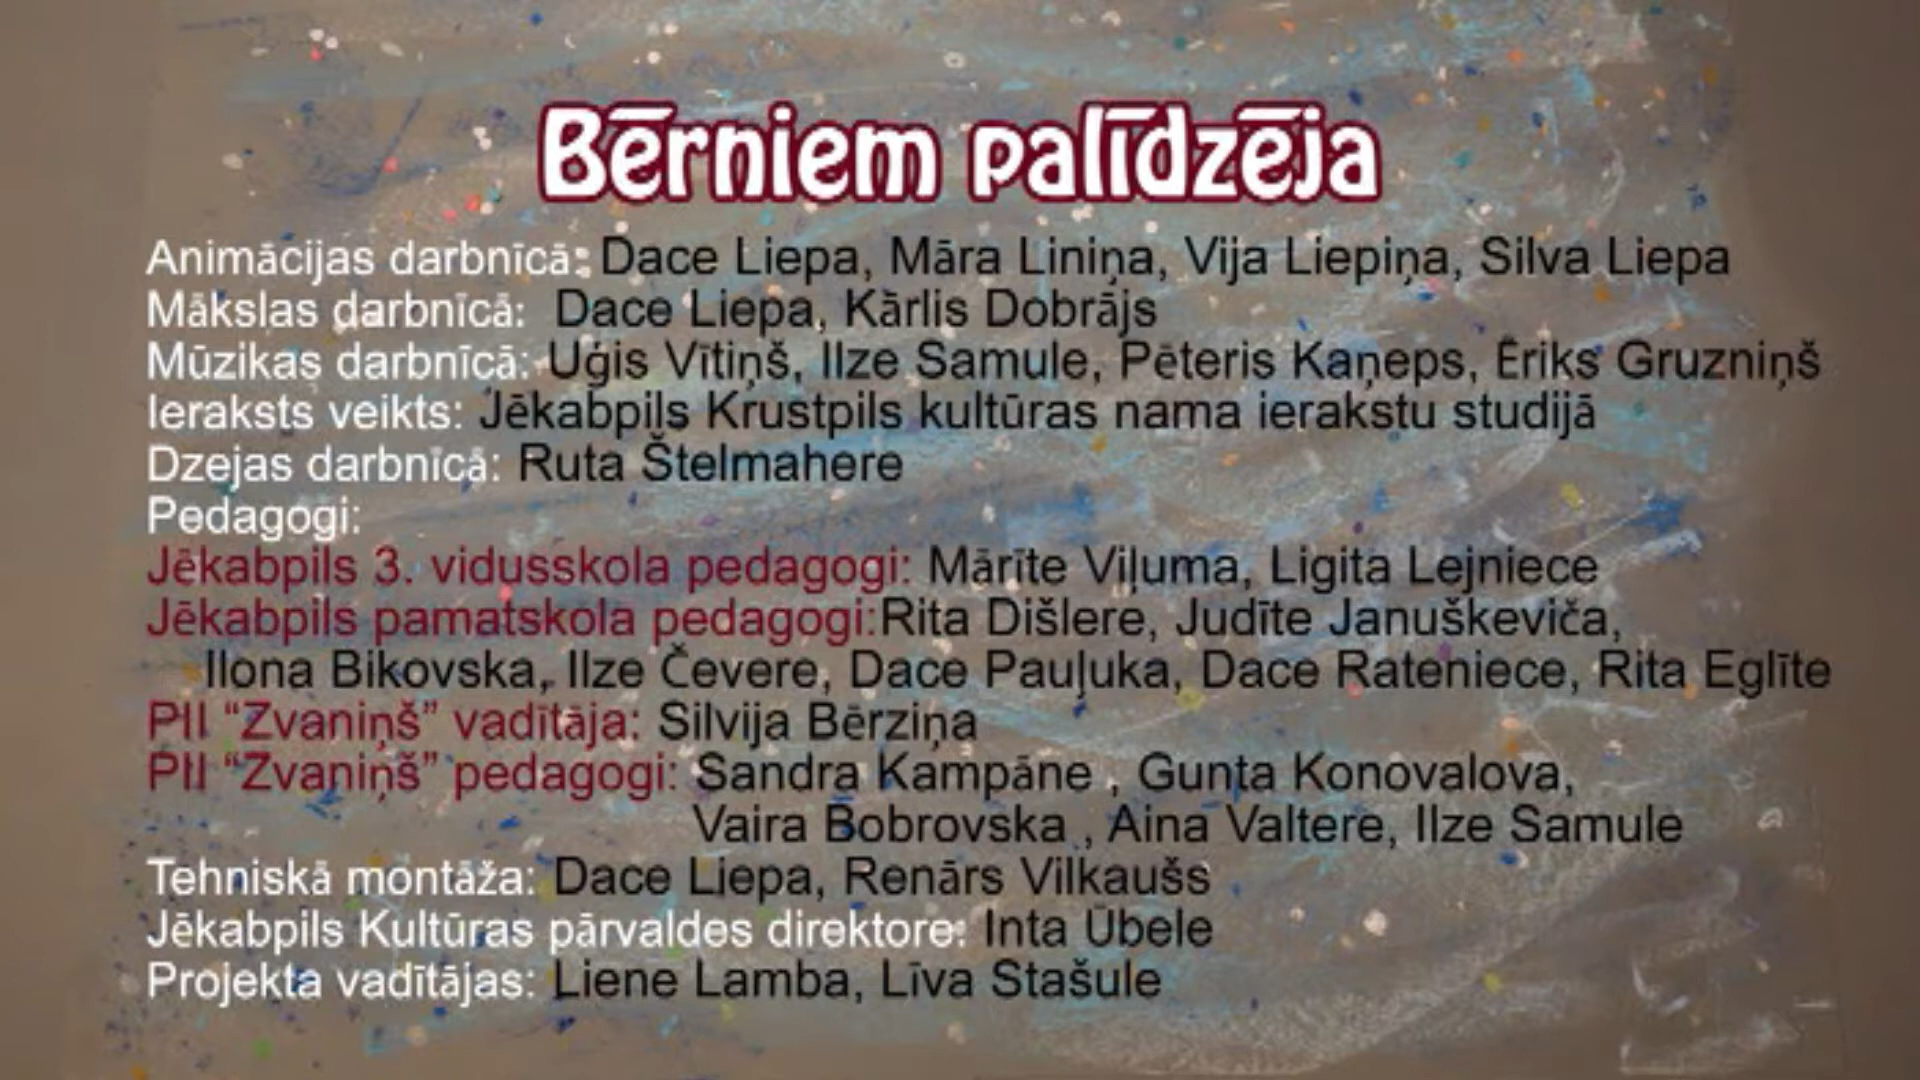 Bērniem palīdzēja
Animācijas darbnīcā: Dace Liepa, Māra Liniņa, Vija Liepiņa, Silva Liepa
Mākslas darbnīcā: Dace Liepa, Kārlis Dobrājs
Mūzikas darbnīcā: Uģis Vītiņš, Ilze Samule, Pēteris Kaņeps, Ēriks Gruzniņš
Ieraksts veikts: Jēkabpils Krustpils kultūras nama ierakstu studijā
Dzejas darbnīcā: Ruta Štelmahere
Pedagogi:
Jēkabpils 3. vidusskola pedagogi: Mārīte Viļuma, Ligita Lejniece
Jēkabpils pamatskola pedagogi:Rita Dišlere, Judīte Januškeviča,
Ilona Bikovska, Ilze Čevere, Dace Pauļuka, Dace Rateniece, Rita Eglīte
PII “Zvaniņš” vadītāja: Silvija Bērziņa
PII “Zvaniņš” pedagogi: Sandra Kampāne , Gunta Konovalova,
Vaira Bobrovska , Aina Valtere, Ilze Samule
Tehniskā montāža: Dace Liepa, Renārs Vilkaušs
Jēkabpils Kultūras pārvaldes direktore: Inta Ūbele
Projekta vadītājas: Liene Lamba, Līva Stašule